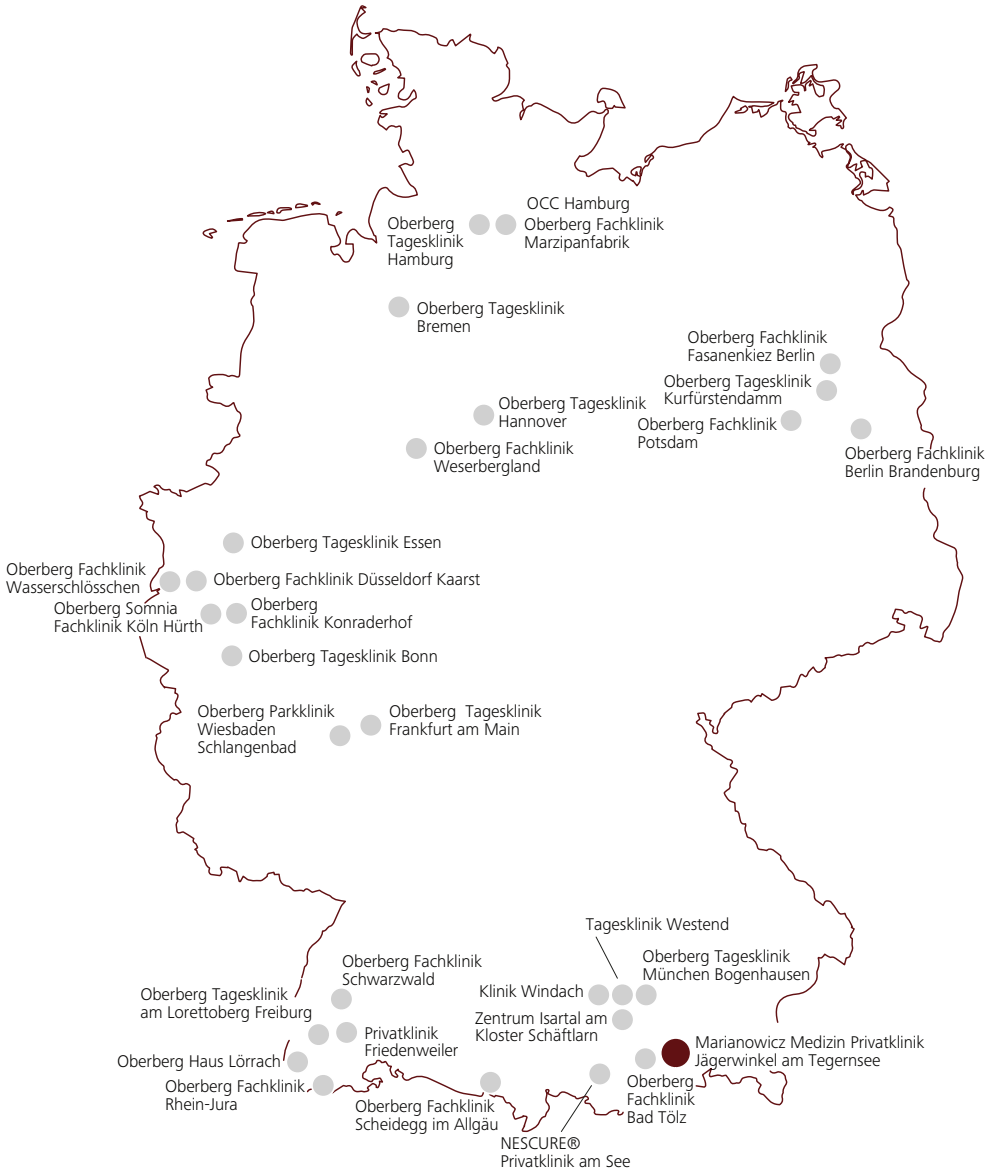 OCC Hamburg
Oberberg
Tagesklinik
Hamburg
Oberberg Fachklinik
Marzipanfabrik
Oberberg Tagesklinik
Bremen
Oberberg Fachklinik
Fasanenkiez Berlin
Oberberg Tagesklinik
Kurfürstendamm
Oberberg Tagesklinik
Hannover
Oberberg Fachklinik
Potsdam
Oberberg Fachklinik
Weserbergland
Oberberg Fachklinik
Berlin Brandenburg
Oberberg Tagesklinik Essen
Oberberg Fachklinik
Wasserschlösschen
Oberberg Fachklinik Düsseldorf Kaarst
Oberberg Somnia
Fachklinik Köln Hürth
Oberberg
Fachklinik Konraderhof
Oberberg Tagesklinik Bonn
Oberberg Parkklinik
Wiesbaden
Schlangenbad
Oberberg Tagesklinik
Frankfurt am Main
Tagesklinik Westend
Oberberg Tagesklinik
München Bogenhausen
Oberberg Fachklinik
Schwarzwald
Klinik Windach
Oberberg Tagesklinik
am Lorettoberg Freiburg
Zentrum Isartal am
Kloster Schäftlarn
Privatklinik
Friedenweiler
Marianowicz Medizin Privatklinik
Jägerwinkel am Tegernsee
Oberberg Haus Lörrach
Oberberg Fachklinik
Rhein-Jura
Oberberg
Fachklinik
Bad Tölz
Oberberg Fachklinik
Scheidegg im Allgäu
NESCURE®
Privatklinik am See